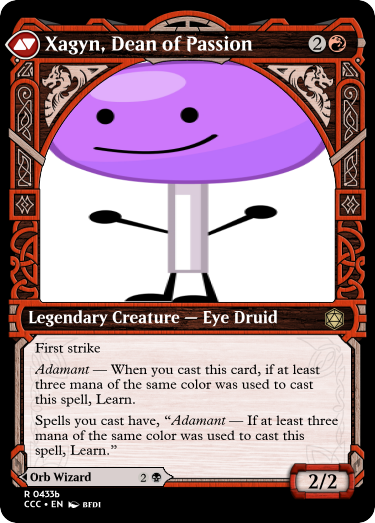 Xagyn, Dean of Passion 2
Legendary Creature — Eye Druid
First strike
Adamant — When you cast this card, if at least
three mana of the same color was used to cast
this spell, Learn.
Spells you cast have, “Adamant — If at least three
mana of the same color was used to cast this
spell, Learn.”
Orb Wizard 2
2/2
R 0433b
CCC • EN BFDI